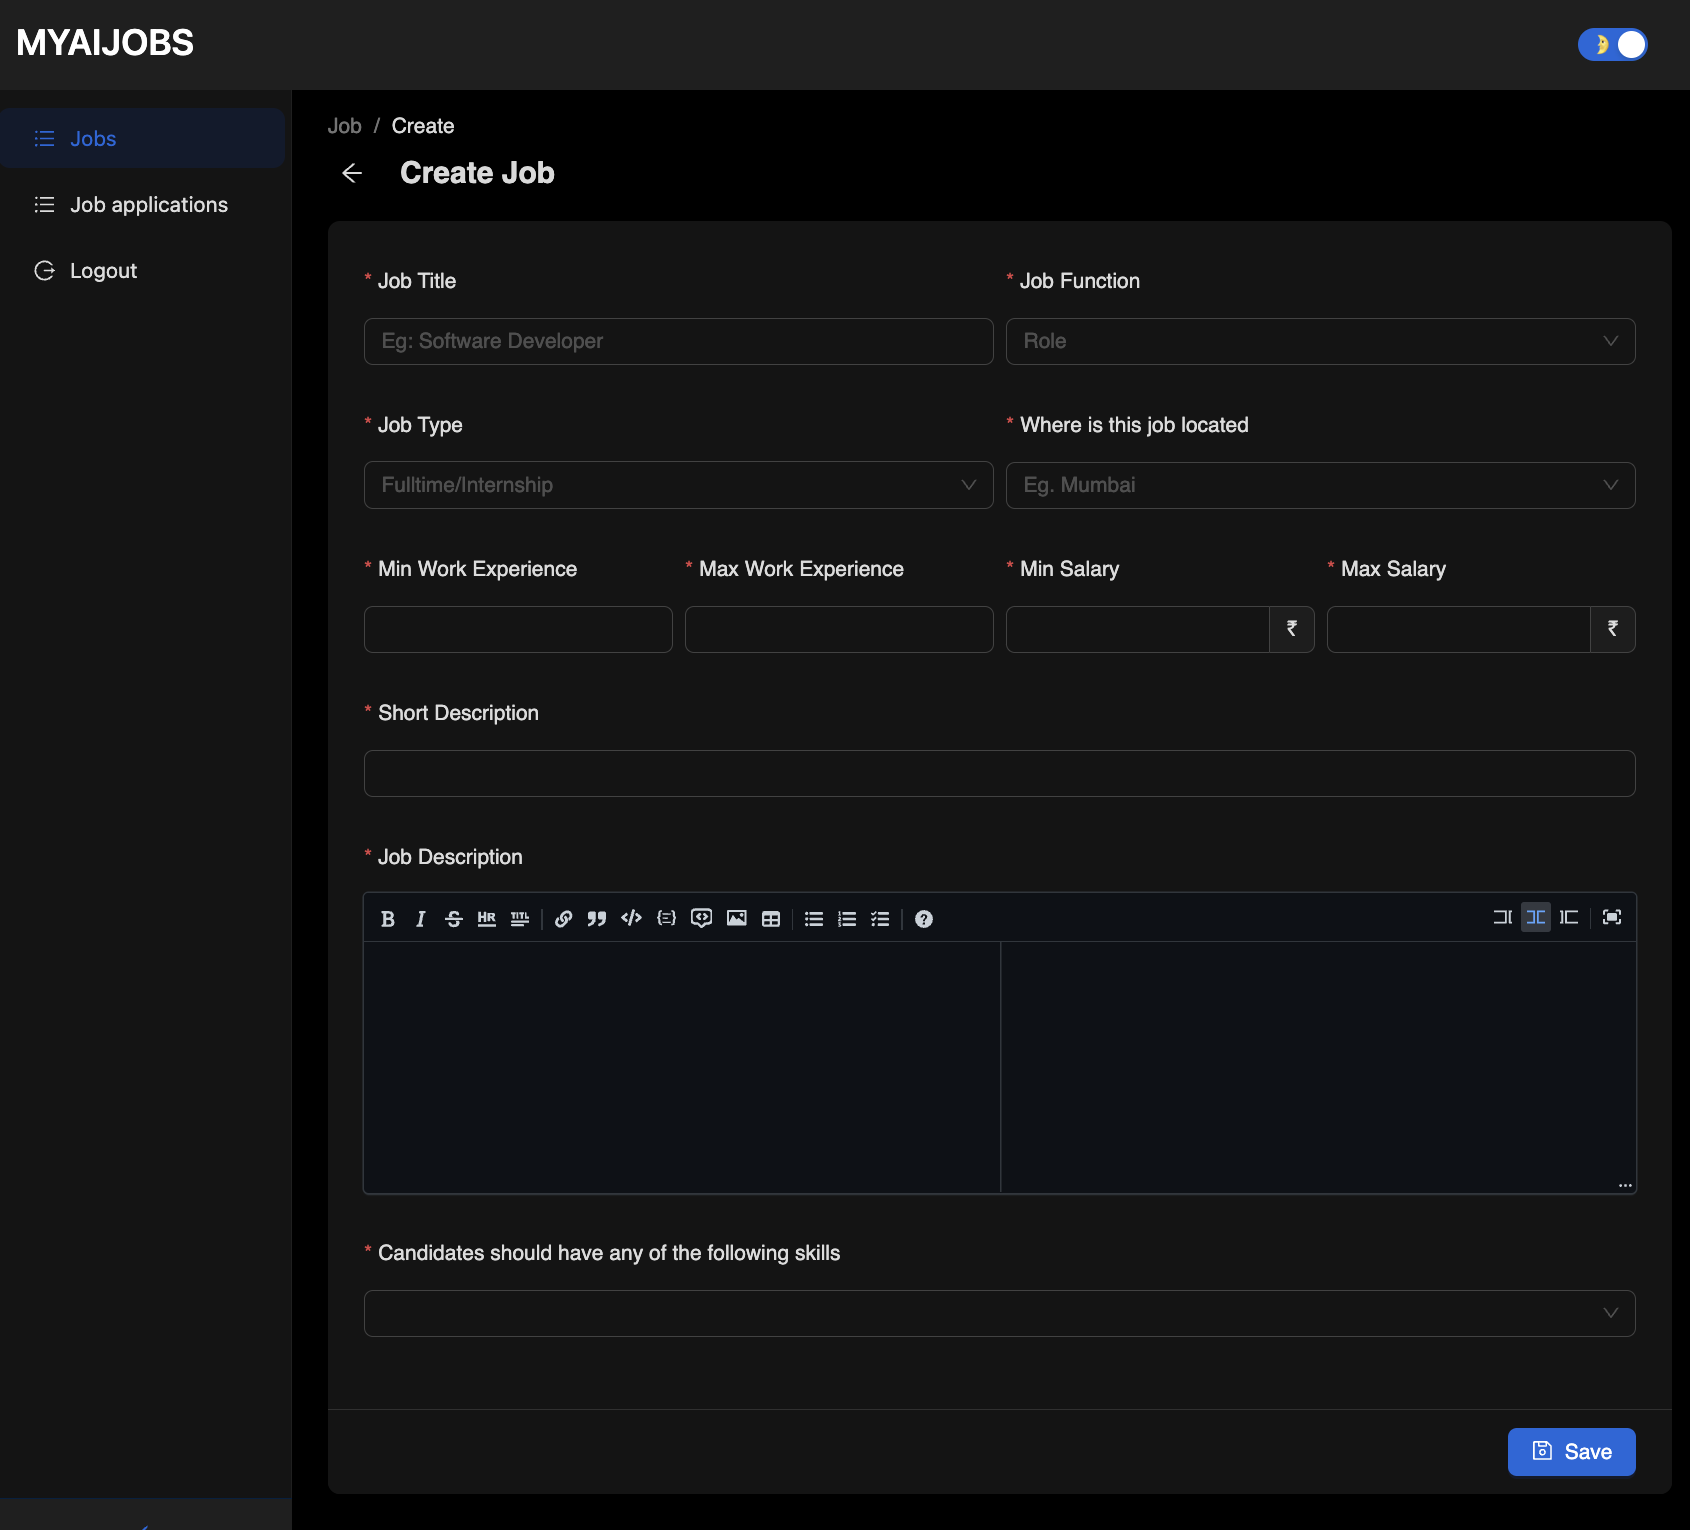 MYAIJOBS
Jobs
Job applications
Logout
Job / Create
Create Job
* Job Title
Eg: Software Developer
* Job Function
Role
* Job Type
Fulltime/Internship
* Where is this job located
Eg. Mumbai
* Min Work Experience
* Max Work Experience
* Min Salary
₹
* Max Salary
₹
* Short Description
* Job Description
B I S HR TITL
* Candidates should have any of the following skills
Save